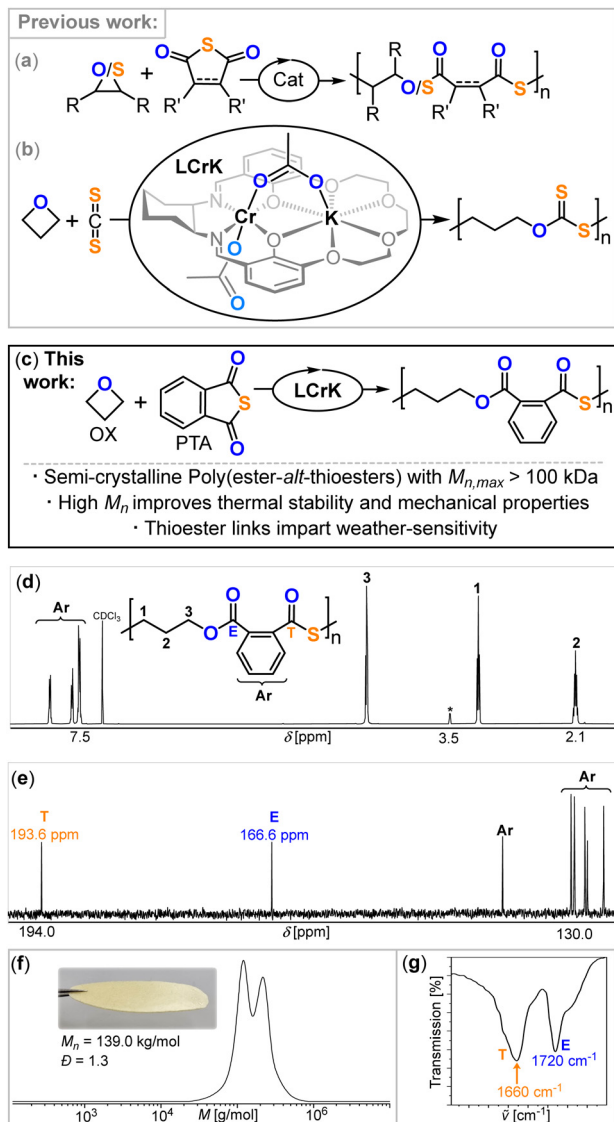 Previous work:
(a)
O/S
R
R
+
O
S
O
R'
R'
Cat
R
R
O/S
O
O
S
n
R'
R'
(b)
O
+
S
C
S
LCrK
O
O
N
Cr
N
O
O
O
K
O
O
O
O
O
O
S
S
n
(c) This
work:
O
OX
+
O
S
O
PTA
LCrK
O
O
O
S
n
· Semi-crystalline Poly(ester-alt-thioesters) with Mn,max > 100 kDa
· High Mn improves thermal stability and mechanical properties
· Thioester links impart weather-sensitivity
(d)
Ar
CDCl3
1
2
3
O
O
E
O
T
S
n
Ar
3
*
1
2
7.5
δ [ppm]
3.5
2.1
(e)
T
193.6 ppm
E
166.6 ppm
Ar
Ar
194.0
δ [ppm]
130.0
(f)
Mn = 139.0 kg/mol
Đ = 1.3
10³
10⁴
M [g/mol]
10⁶
(g)
Transmission [%]
T
E
1720 cm⁻¹
1660 cm⁻¹
ṽ [cm⁻¹]